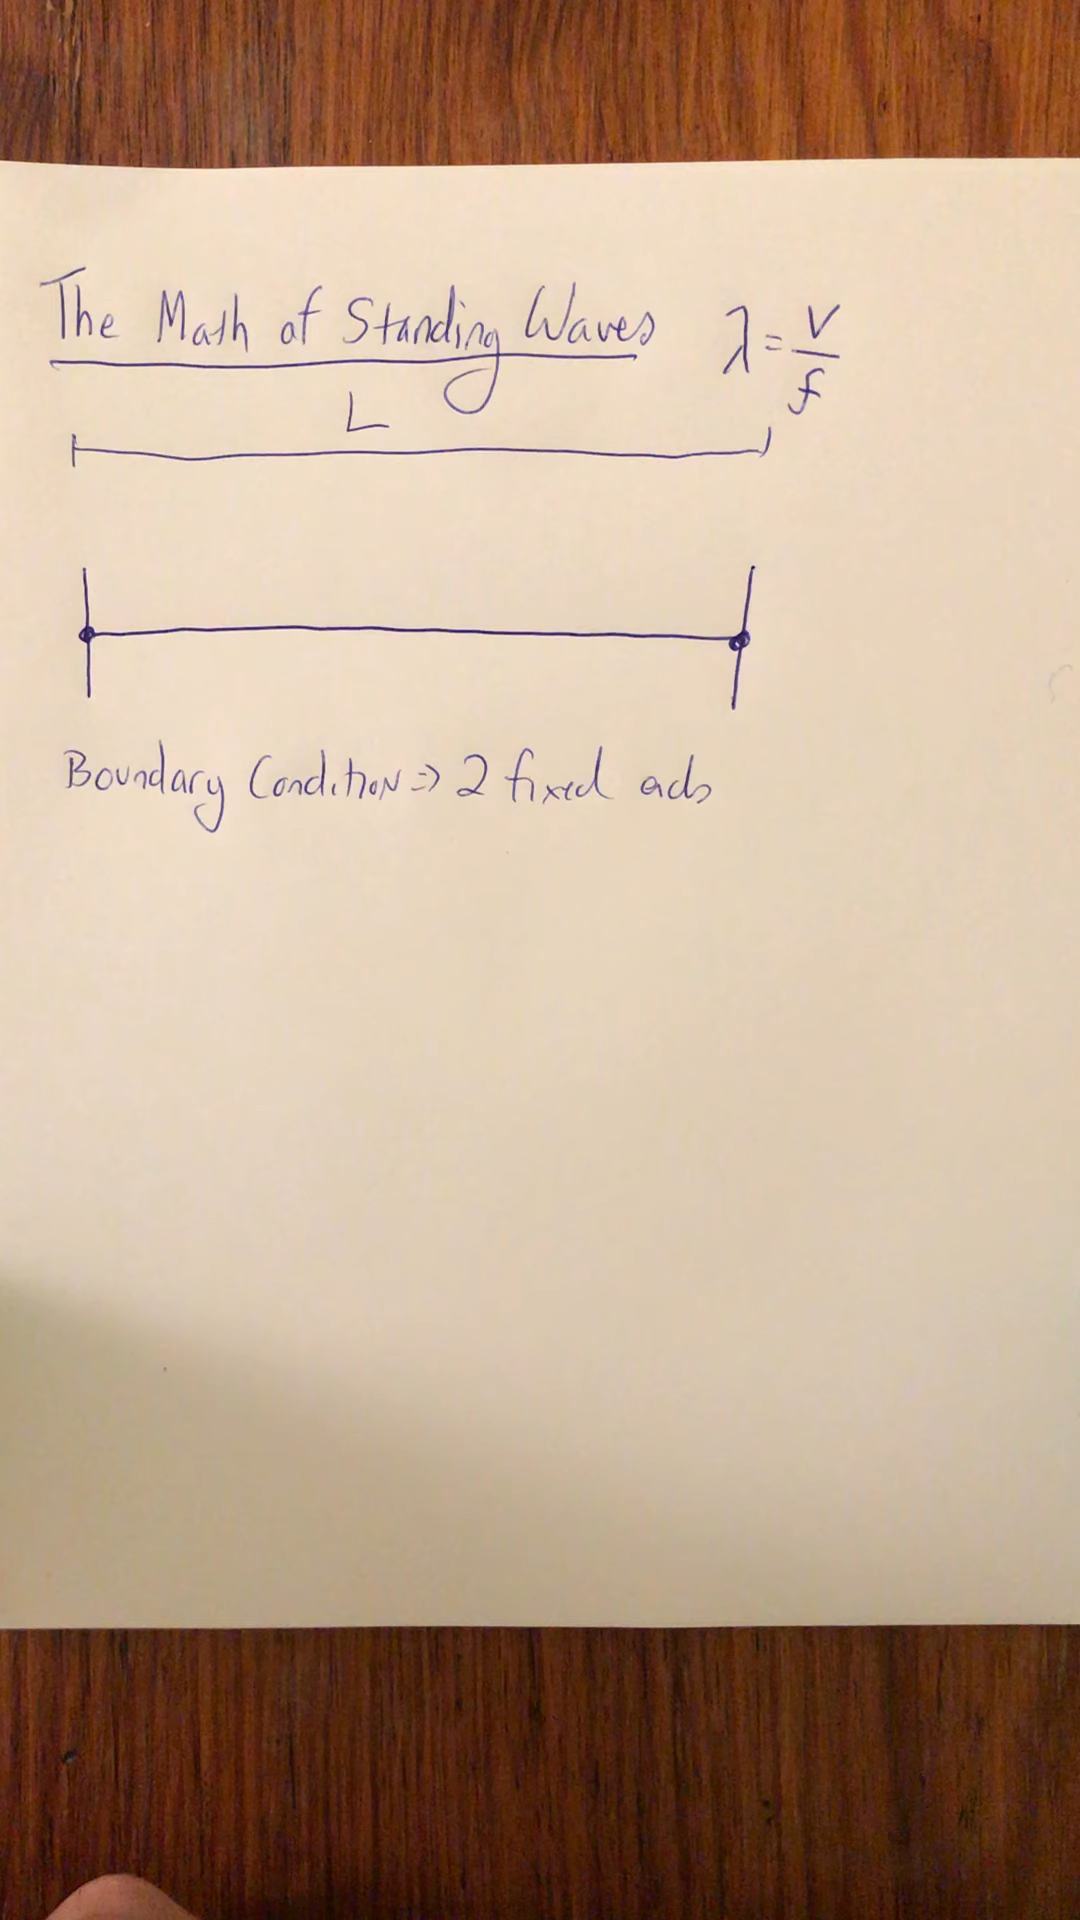 The Math of Standing Waves λ = v/f
L
Boundary Condition => 2 fixed ends